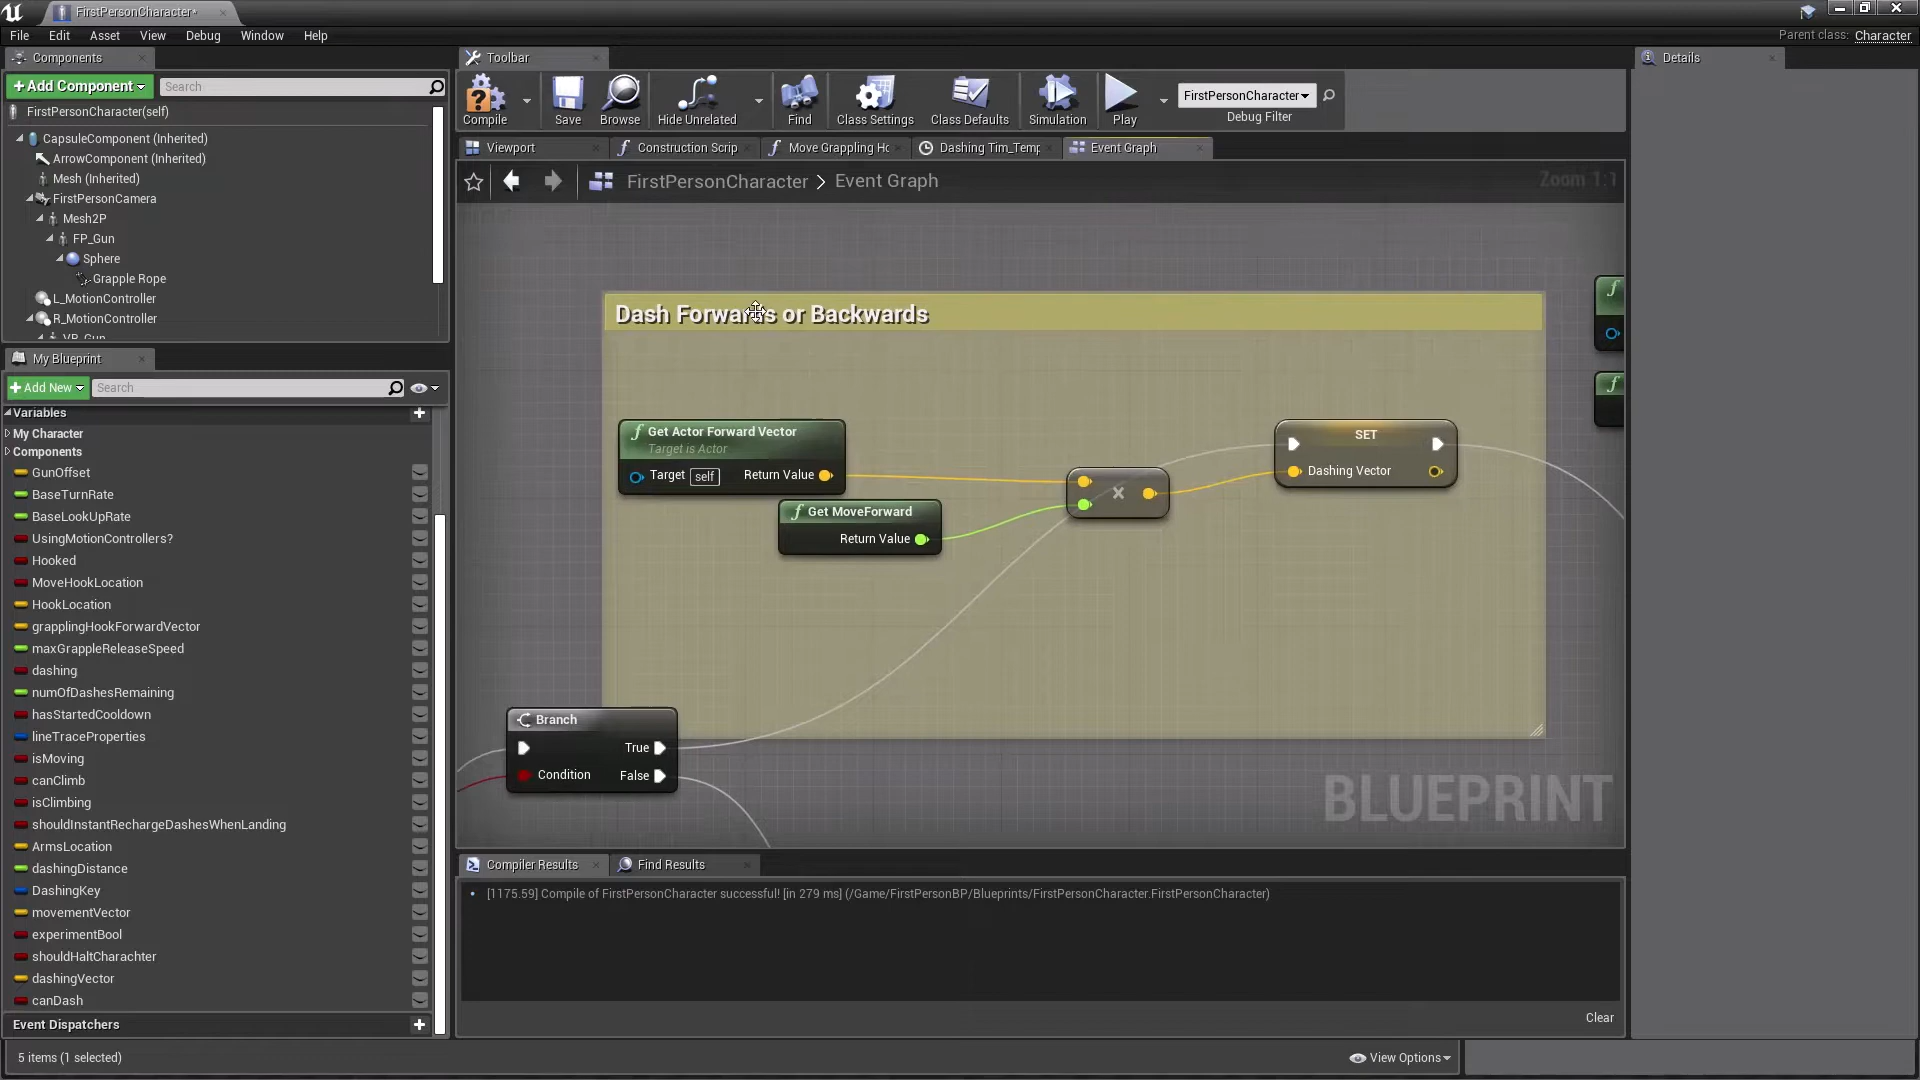 FirstPersonCharacter*
File Edit Asset View Debug Window Help
Parent class: Character
Components
+ Add Component
Search
FirstPersonCharacter(self)
CapsuleComponent (Inherited)
ArrowComponent (Inherited)
Mesh (Inherited)
FirstPersonCamera
Mesh2P
FP_Gun
Sphere
Grapple Rope
L_MotionController
R_MotionController
VR_Gun
My Blueprint
+ Add New
Search
Variables
My Character
Components
GunOffset
BaseTurnRate
BaseLookUpRate
UsingMotionControllers?
Hooked
MoveHookLocation
HookLocation
grapplingHookForwardVector
maxGrappleReleaseSpeed
dashing
numOfDashesRemaining
hasStartedCooldown
lineTraceProperties
isMoving
canClimb
isClimbing
shouldInstantRechargeDashesWhenLanding
ArmsLocation
dashingDistance
DashingKey
movementVector
experimentBool
shouldHaltCharachter
dashingVector
canDash
Event Dispatchers
5 items (1 selected)
View Options
Toolbar
Compile
Save
Browse
Hide Unrelated
Find
Class Settings
Class Defaults
Simulation
Play
FirstPersonCharacter
Debug Filter
Viewport
Construction Scrip
Move Grappling Hc
Dashing Tim_Temp
Event Graph
FirstPersonCharacter > Event Graph
Zoom 1:1
Dash Forwards or Backwards
Get Actor Forward Vector
Target is Actor
Target self
Return Value
Get MoveForward
Return Value
SET
Dashing Vector
Branch
True
Condition
False
BLUEPRINT
Compiler Results
Find Results
[1175.59] Compile of FirstPersonCharacter successful! [in 279 ms] (/Game/FirstPersonBP/Blueprints/FirstPersonCharacter.FirstPersonCharacter)
Clear
Details